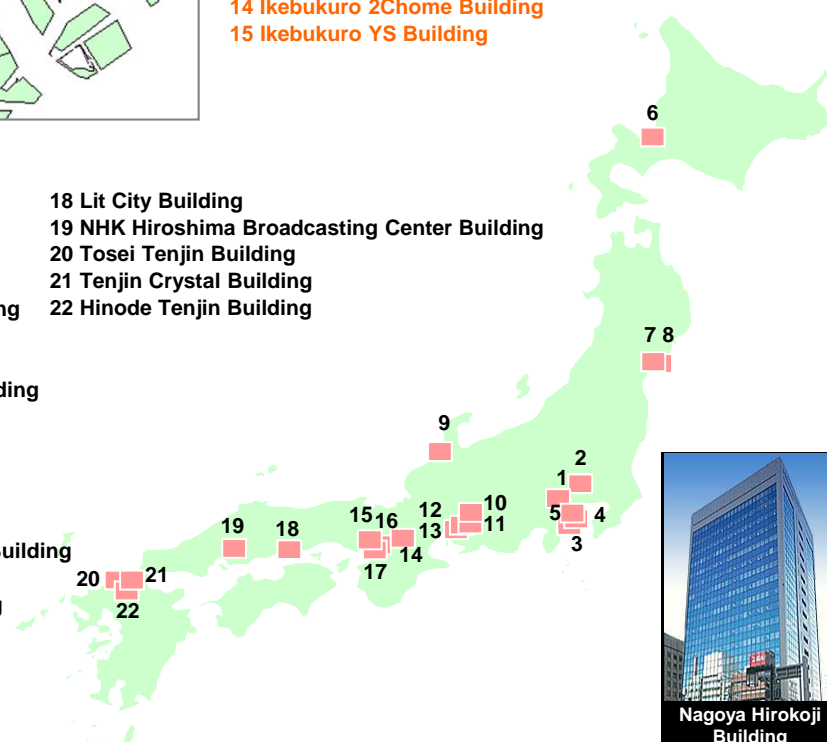 14 Ikebukuro 2Chome Building
15 Ikebukuro YS Building
18 Lit City Building
19 NHK Hiroshima Broadcasting Center Building
20 Tosei Tenjin Building
21 Tenjin Crystal Building
22 Hinode Tenjin Building
6
7 8
9
2
1
10
12
15 16
5
4
11
13
19
18
14
3
17
20
21
22
Building
Nagoya Hirokoji
Building